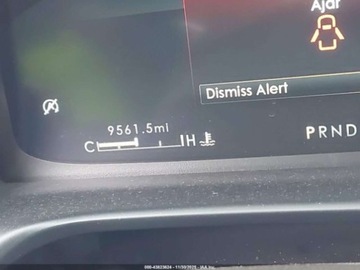 Ajar
Dismiss Alert
9561.5mi
C H
PRND